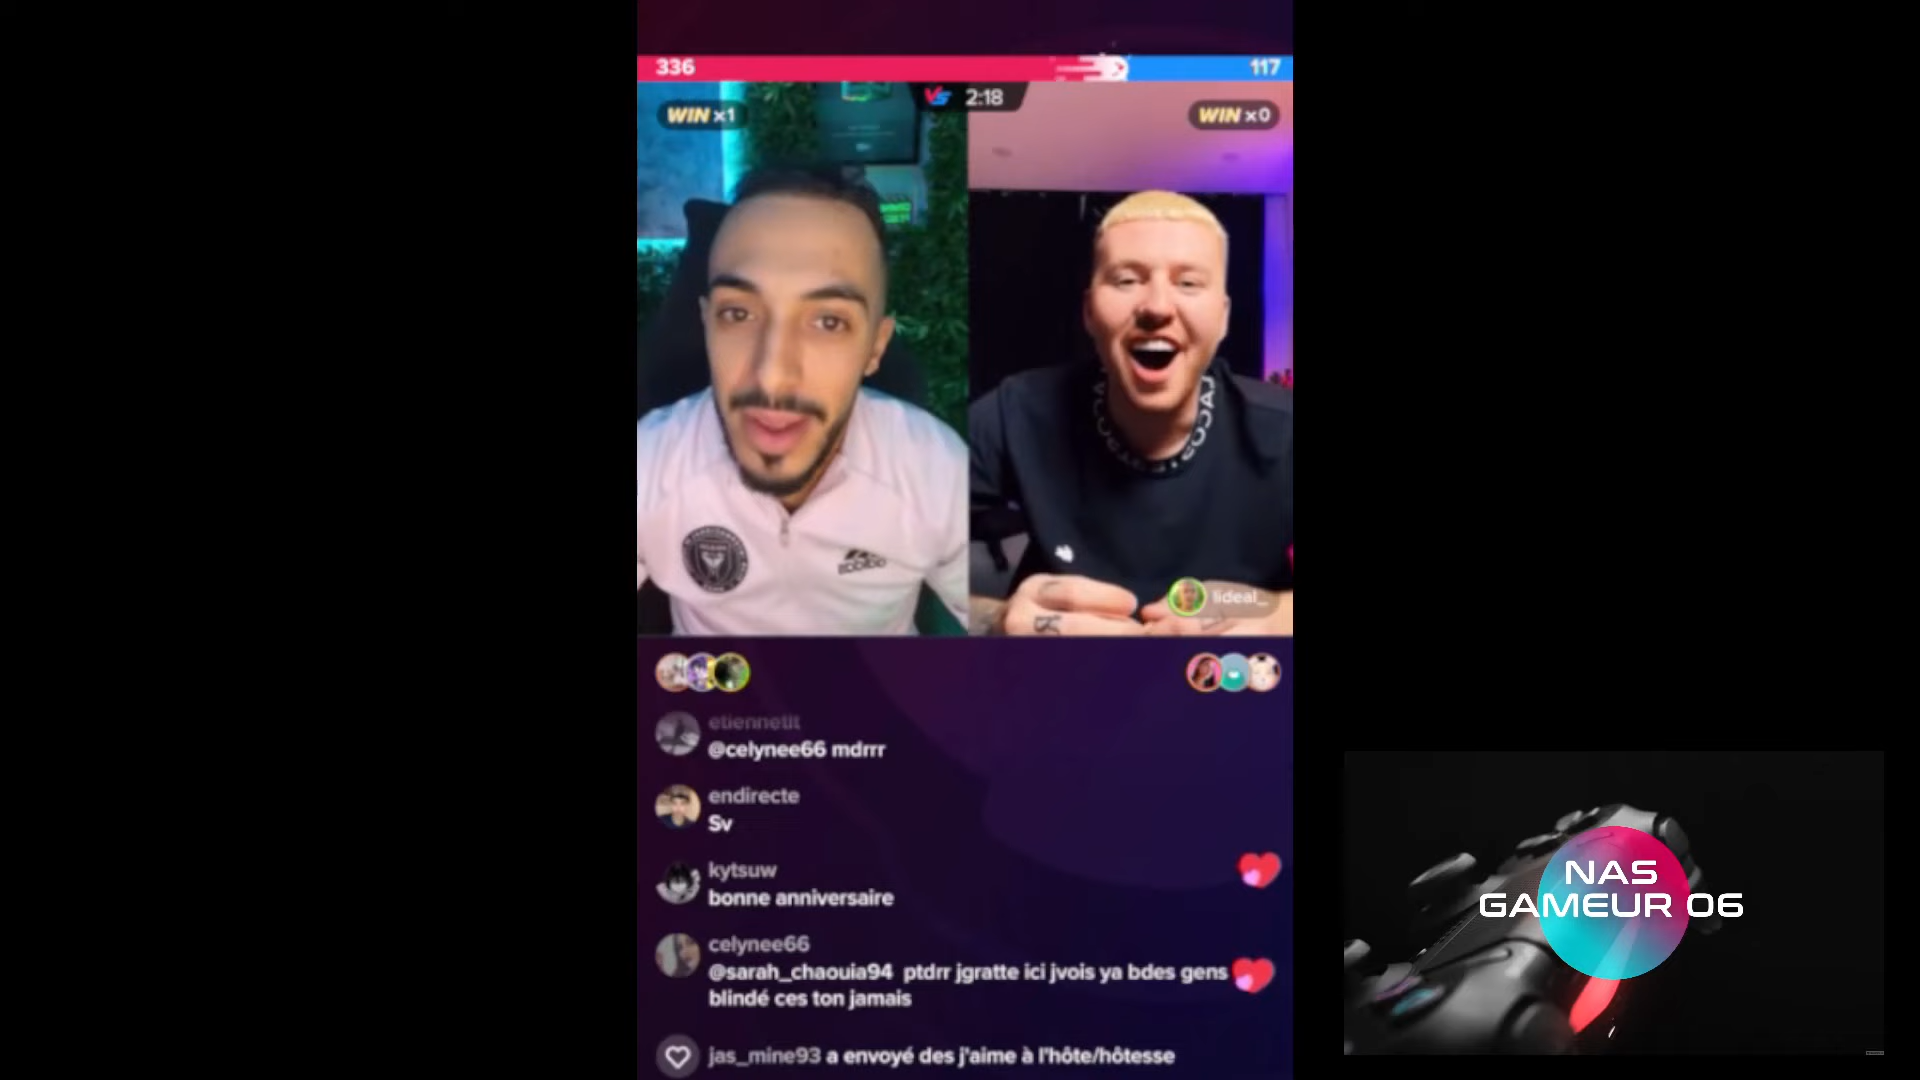 336
117
VS 2:18
WIN x1
WIN x0
lideal_
etiennetit
@celynee66 mdrrr
endirecte
Sv
kytsuw
bonne anniversaire
celynee66
@sarah_chaouia94 ptdrr jgratte ici jvois ya bdes gens
blindé ces ton jamais
jas_mine93 a envoyé des j'aime à l'hôte/hôtesse
NAS
GAMEUR 06